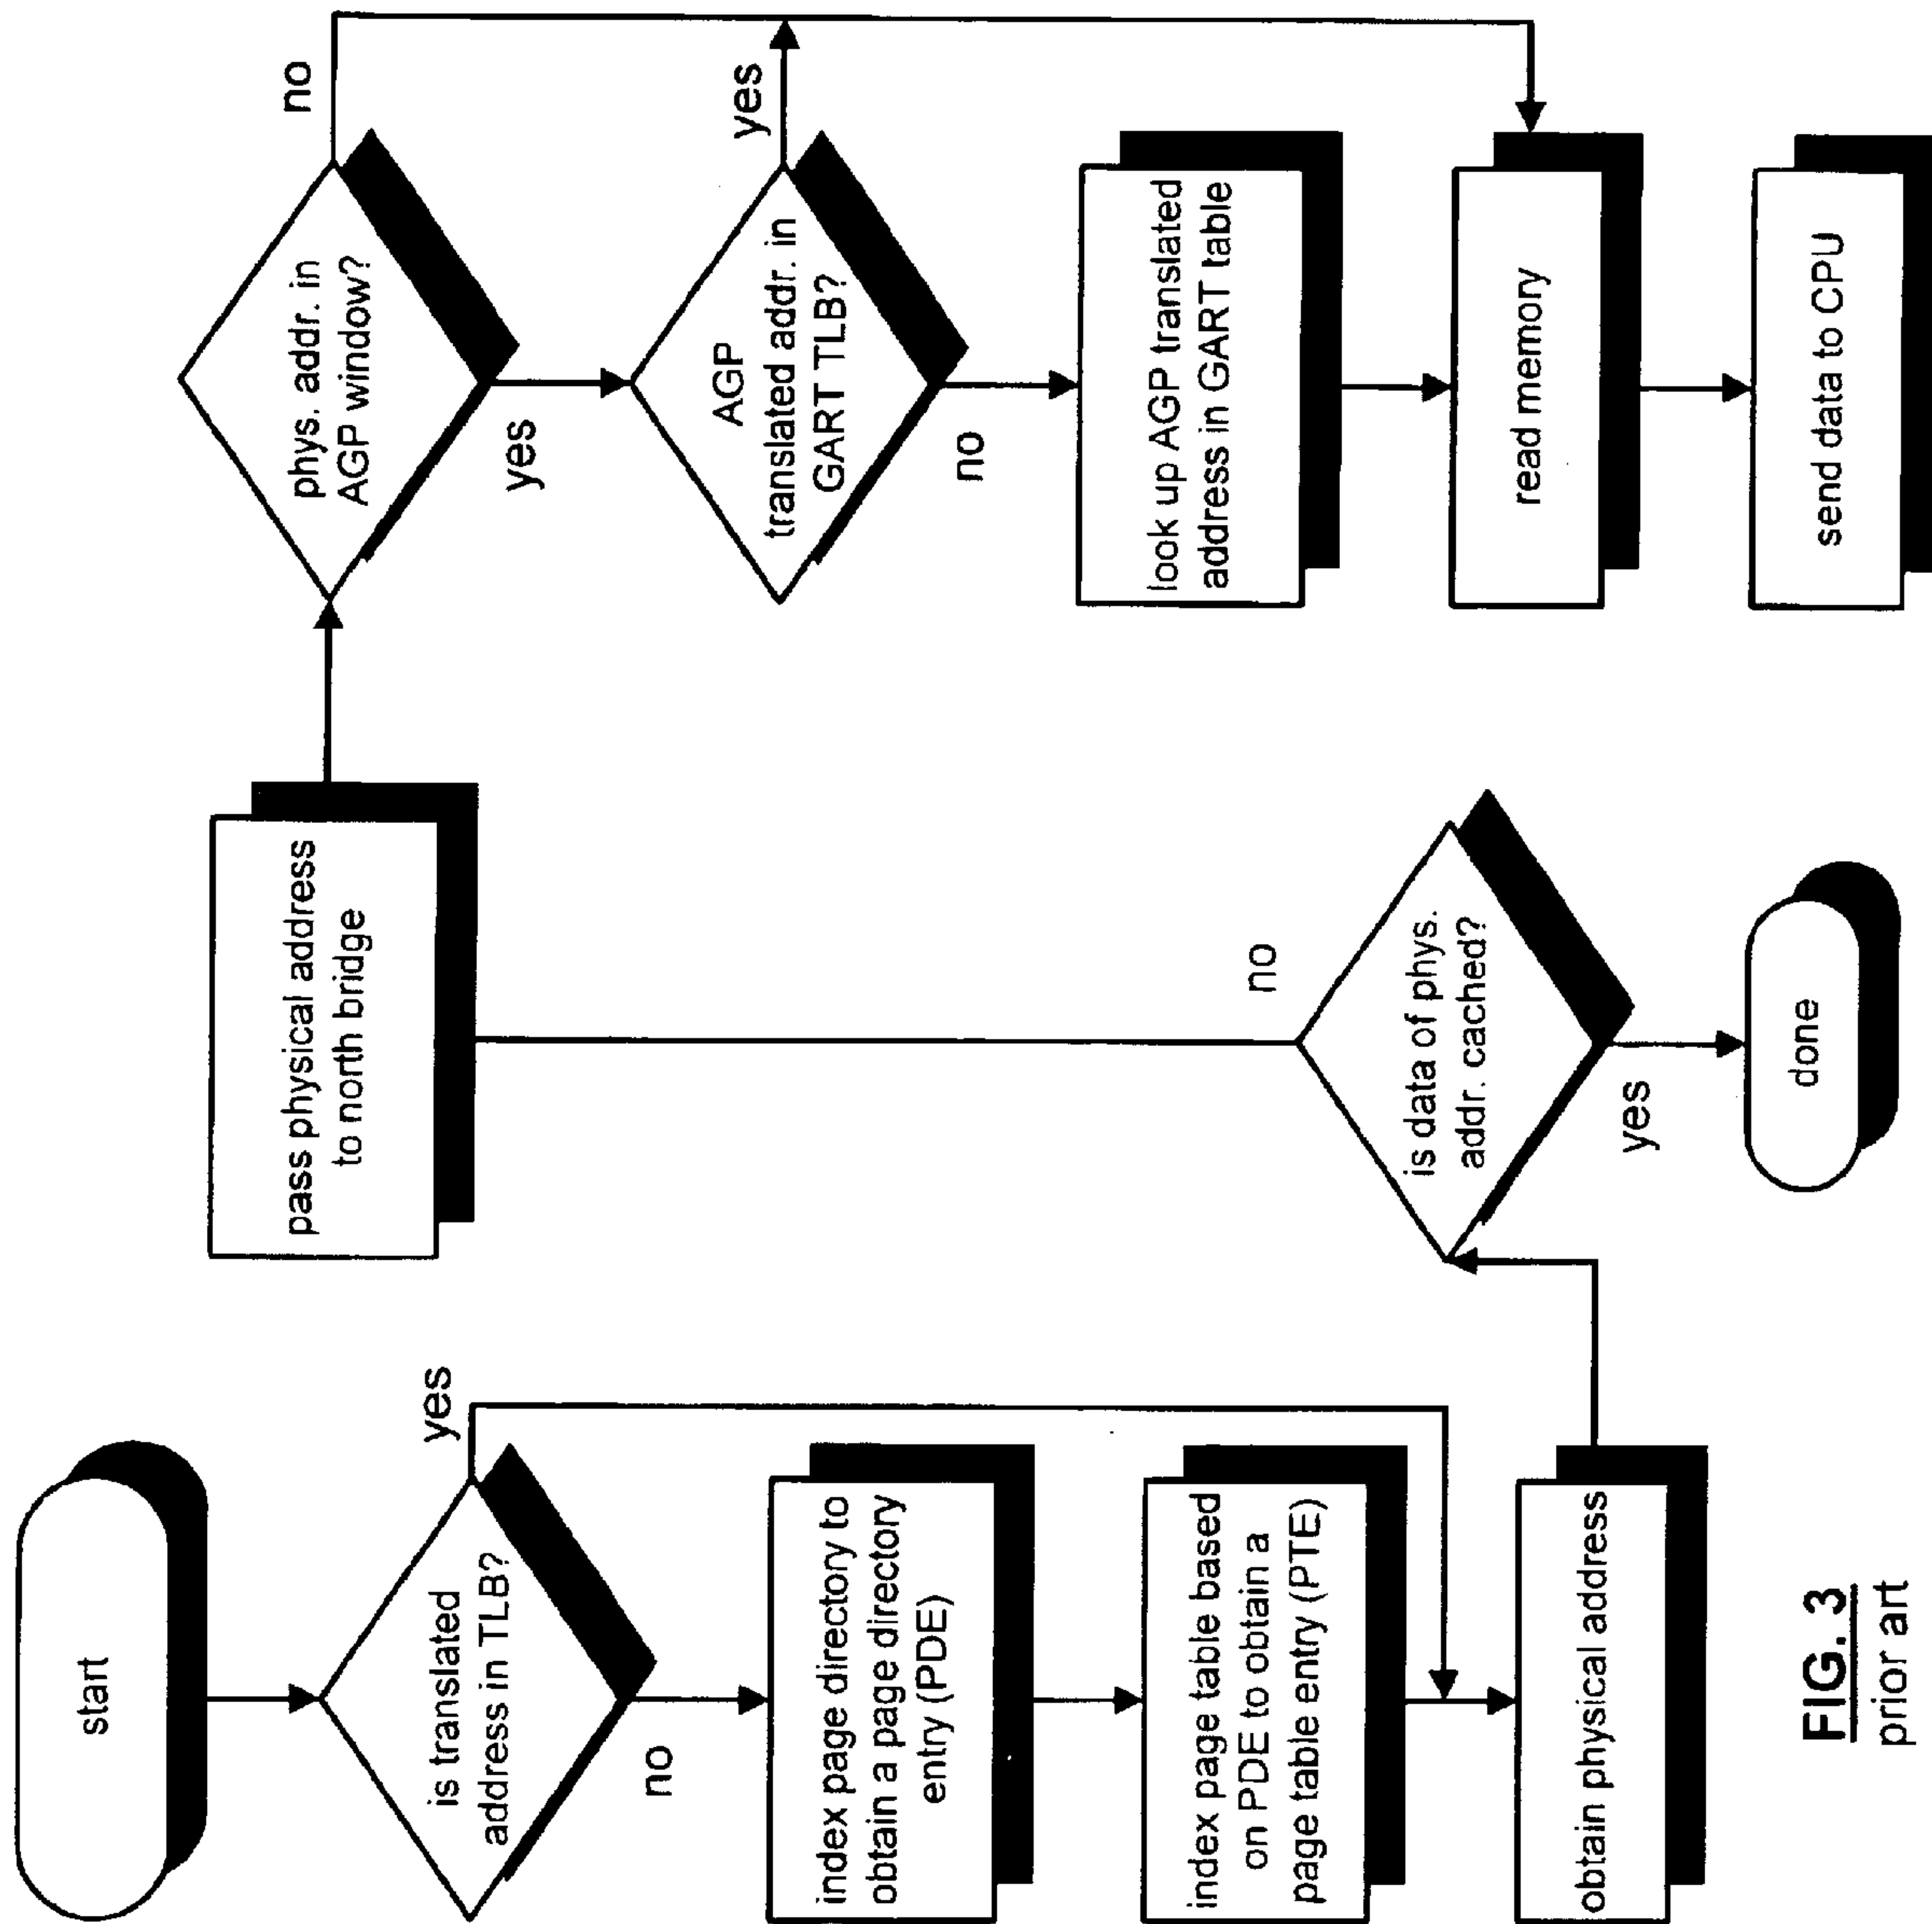 start
is translated
address in TLB?
yes
no
index page directory to
obtain a page directory
entry (PDE)
index page table based
on PDE to obtain a
page table entry (PTE)
obtain physical address
is data of phys.
addr. cached?
no
yes
done
pass physical address
to north bridge
phys. addr. in
AGP window?
no
yes
AGP
translated addr. in
GART TLB?
yes
no
look up AGP translated
address in GART table
read memory
send data to CPU
FIG. 3
prior art